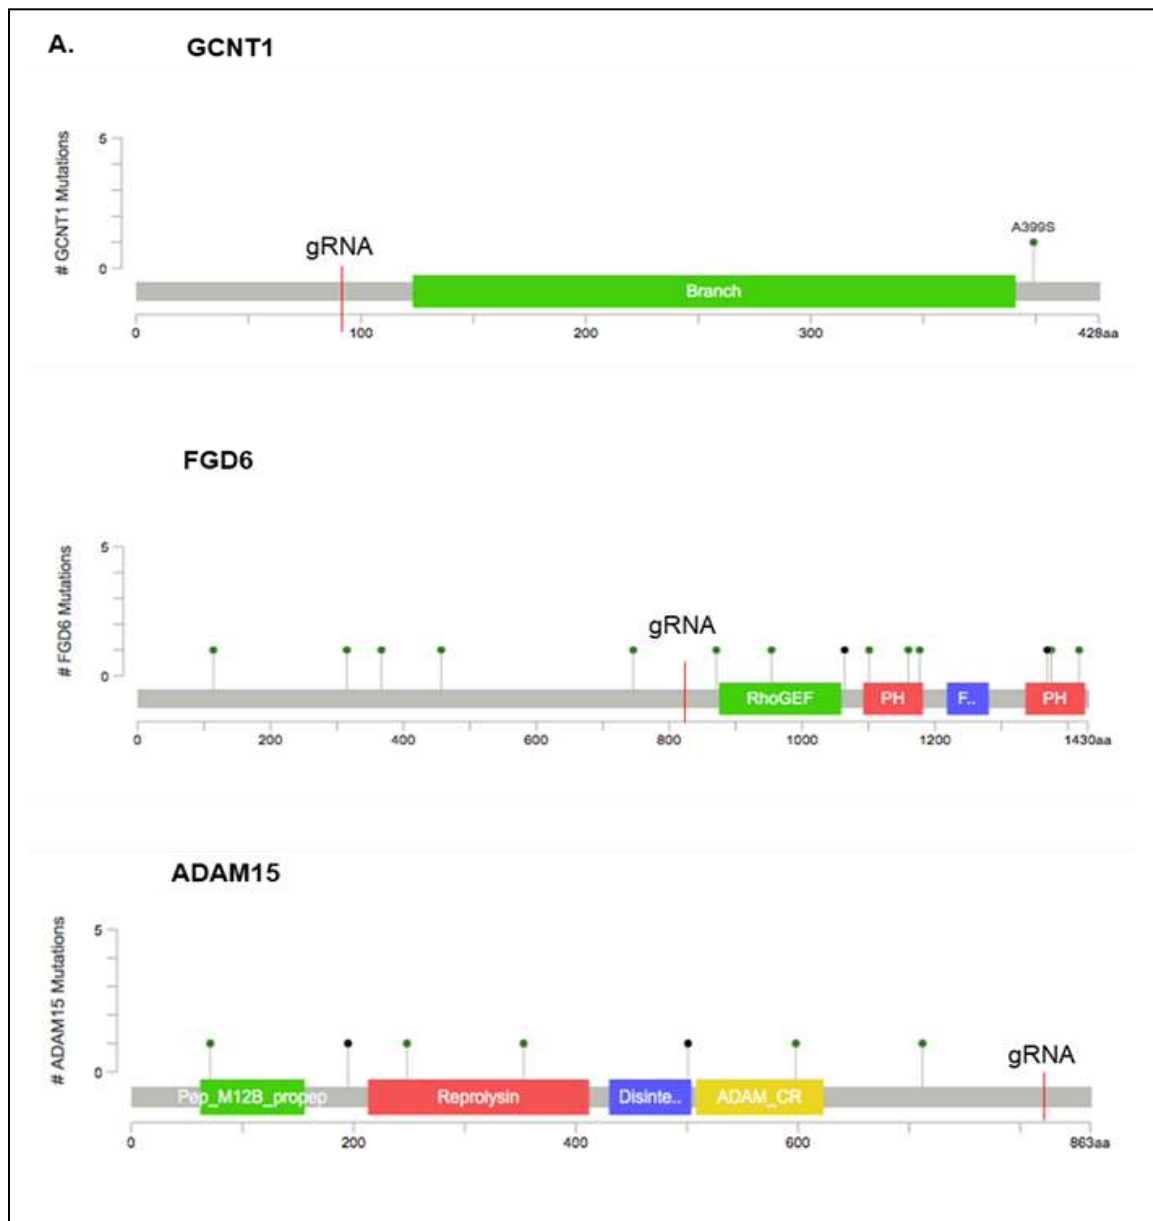 A.
GCNT1
# GCNT1 Mutations
5
0
gRNA
A399S
Branch
0 100 200 300 428aa
FGD6
# FGD6 Mutations
5
0
gRNA
RhoGEF PH F.. PH
0 200 400 600 800 1000 1200 1430aa
ADAM15
# ADAM15 Mutations
5
0
gRNA
Pep_M12B_propep Reprolysin Disinte.. ADAM_CR
0 200 400 600 863aa